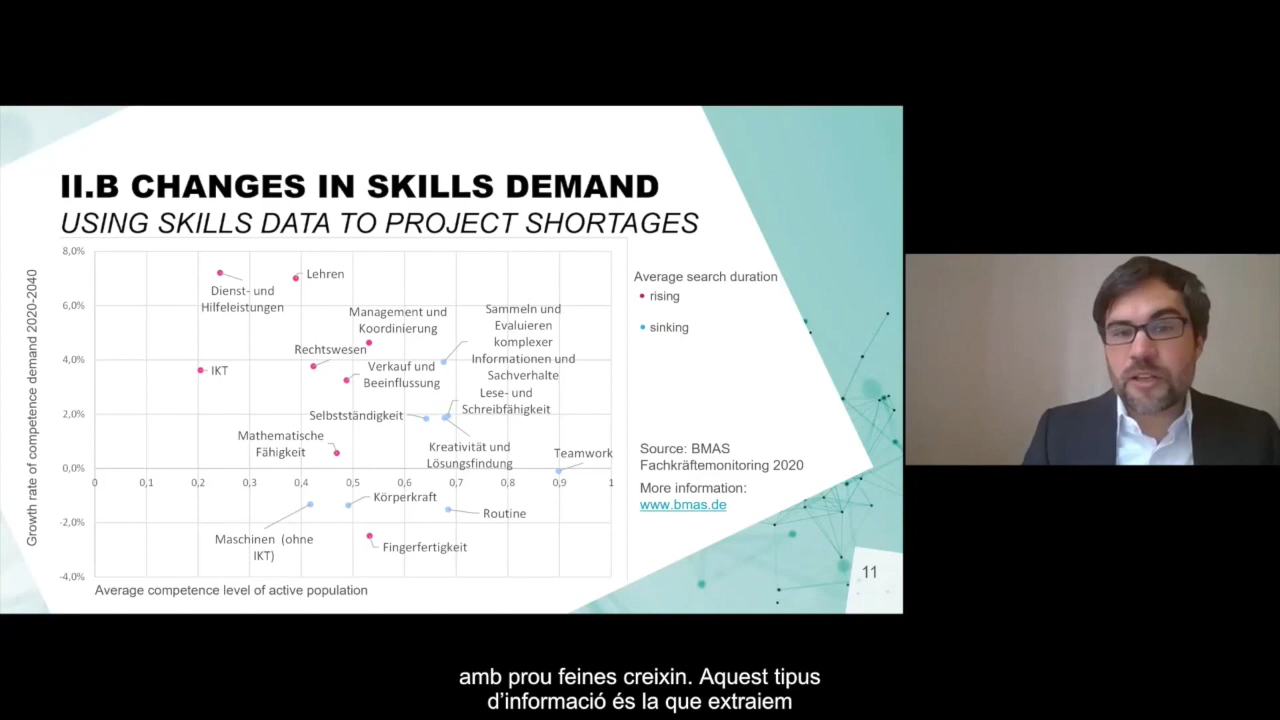 II.B CHANGES IN SKILLS DEMAND
USING SKILLS DATA TO PROJECT SHORTAGES
Growth rate of competence demand 2020-2040
8,0%
6,0%
4,0%
2,0%
0,0%
-2,0%
-4,0%
0
0,1
0,2
0,3
0,4
0,5
0,6
0,7
0,8
0,9
1
Dienst- und
Hilfeleistungen
Lehren
Management und
Koordinierung
Sammeln und
Evaluieren
komplexer
Informationen und
Sachverhalte
Rechtswesen
IKT
Verkauf und
Beeinflussung
Lese- und
Schreibfähigkeit
Selbstständigkeit
Mathematische
Fähigkeit
Kreativität und
Lösungsfindung
Teamwork
Körperkraft
Routine
Maschinen (ohne
IKT)
Fingerfertigkeit
Average competence level of active population
Average search duration
rising
sinking
Source: BMAS
Fachkräftemonitoring 2020
More information:
www.bmas.de
11
amb prou feines creixin. Aquest tipus
d'informació és la que extraiem